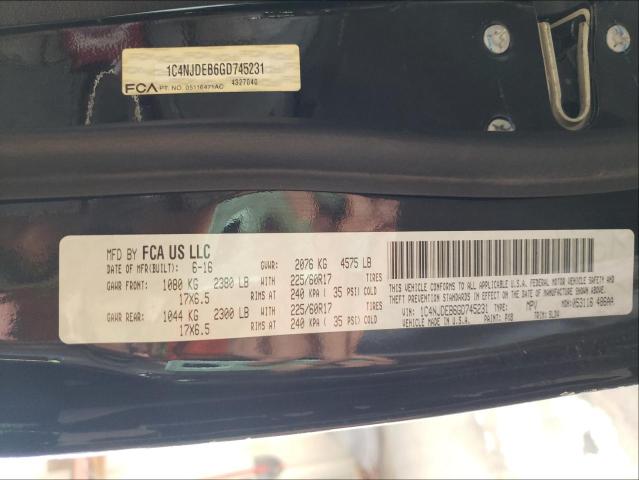 1C4NJDEB6GD745231
FCA PT. NO. 05116471AC 4327040
MFD BY FCA US LLC
DATE OF MFR(BUILT): 6-16 GVWR: 2076 KG 4575 LB
GAWR FRONT: 1080 KG 2380 LB 225/60R17 TIRES
17X6.5 RIMS AT 240 KPA ( 35 PSI) COLD
GAWR REAR: 1044 KG 2300 LB 225/60R17 TIRES
17X6.5 RIMS AT 240 KPA ( 35 PSI) COLD
THIS VEHICLE CONFORMS TO ALL APPLICABLE U.S.A. FEDERAL MOTOR VEHICLE SAFETY AND
THEFT PREVENTION STANDARDS IN EFFECT ON THE DATE OF MANUFACTURE SHOWN ABOVE.
VIN: 1C4NJDEB6GD745231 TYPE: MPV MDH:
MADE IN U.S.A. PAINT: PX8 TRIM: